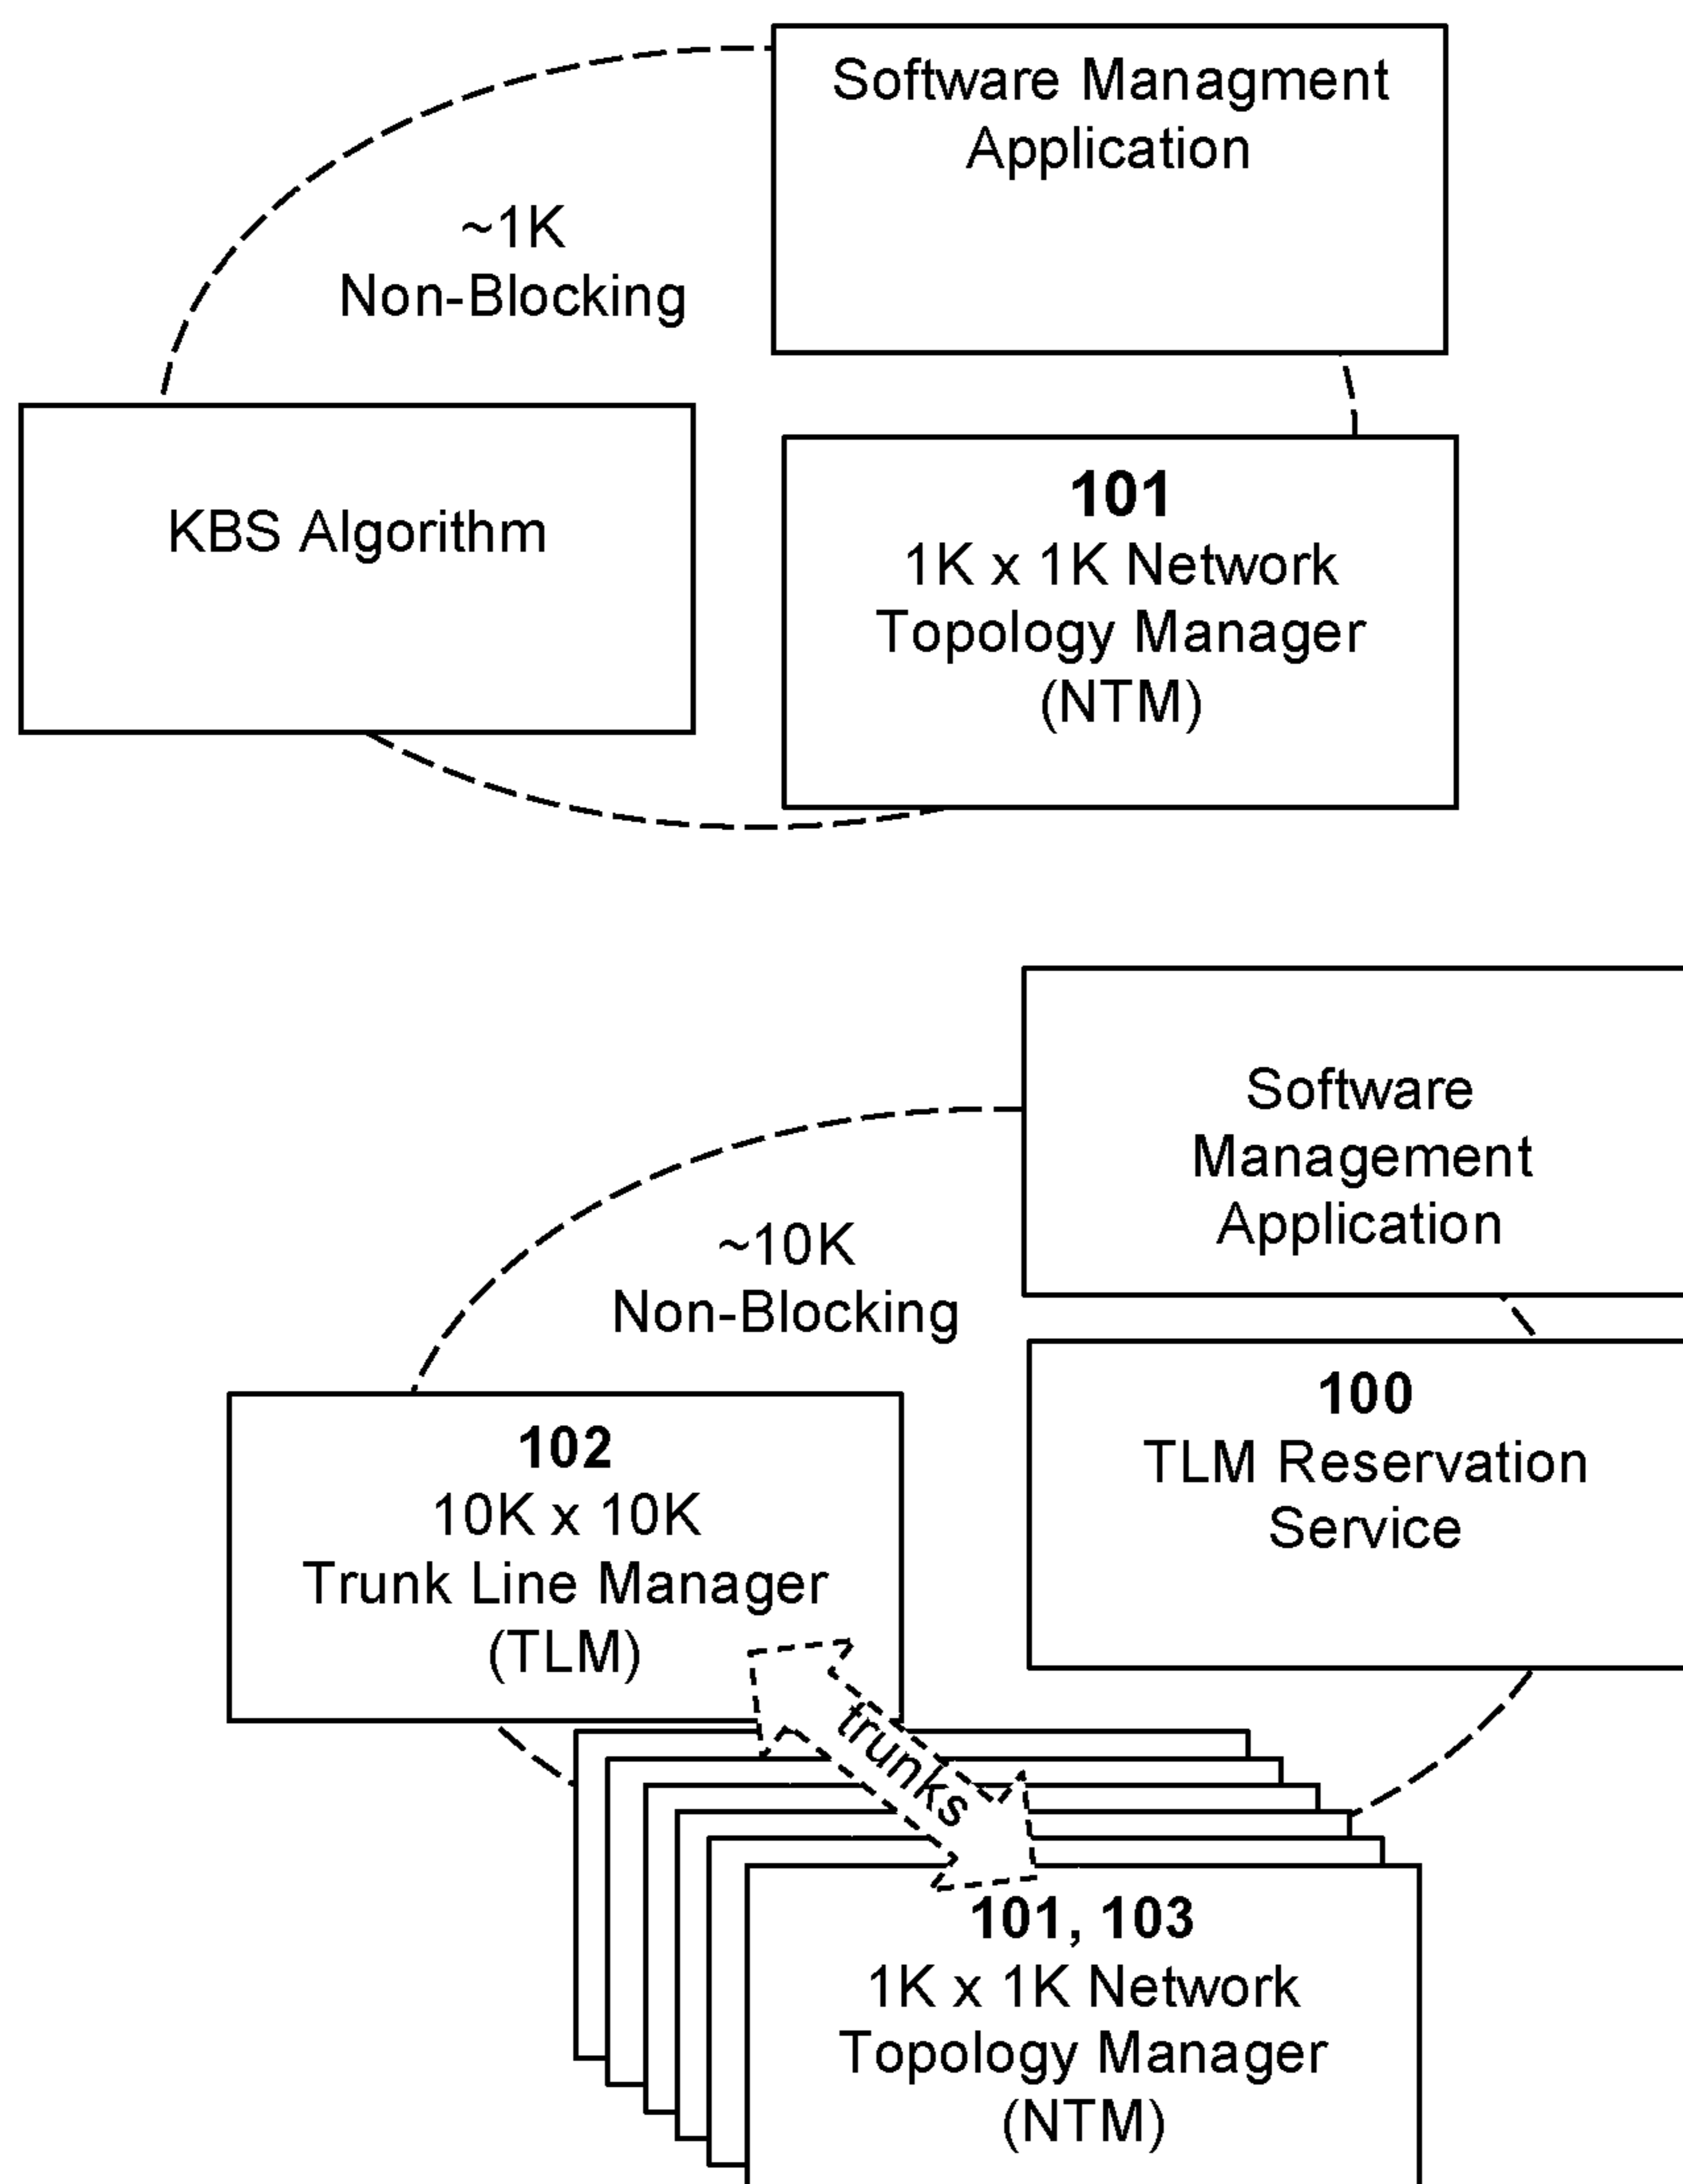 Software Managment
Application
~1K
Non-Blocking
KBS Algorithm
101
1K x 1K Network
Topology Manager
(NTM)
Software
Management
Application
~10K
Non-Blocking
100
TLM Reservation
Service
102
10K x 10K
Trunk Line Manager
(TLM)
trunks
101, 103
1K x 1K Network
Topology Manager
(NTM)